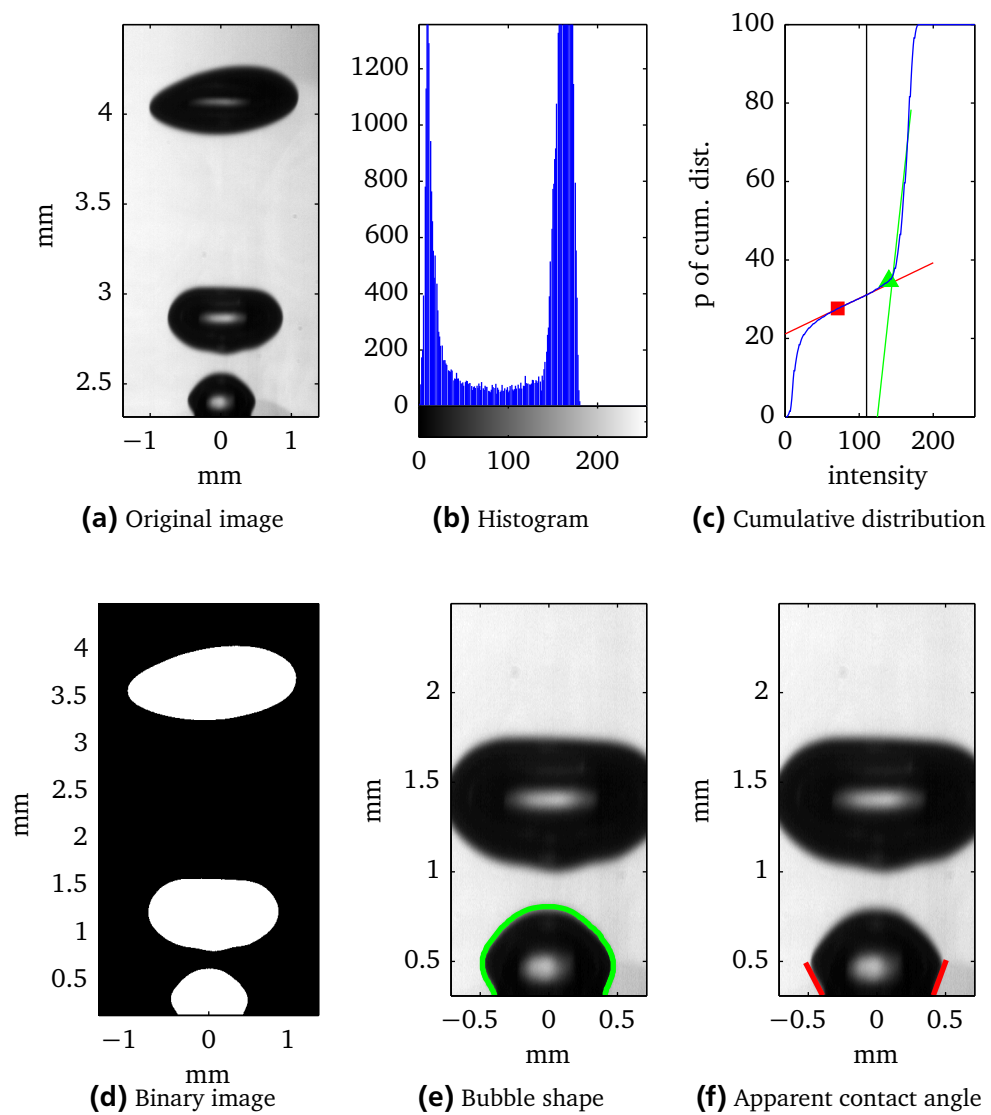 4
3.5
3
2.5
mm
−1 0 1
mm
(a) Original image
1200
1000
800
600
400
200
0
0 100 200
(b) Histogram
100
80
60
40
20
0
p of cum. dist.
0 100 200
intensity
(c) Cumulative distribution
4
3.5
3
2.5
2
1.5
1
0.5
mm
−1 0 1
mm
(d) Binary image
2
1.5
1
0.5
mm
−0.5 0 0.5
mm
(e) Bubble shape
2
1.5
1
0.5
mm
−0.5 0 0.5
mm
(f) Apparent contact angle